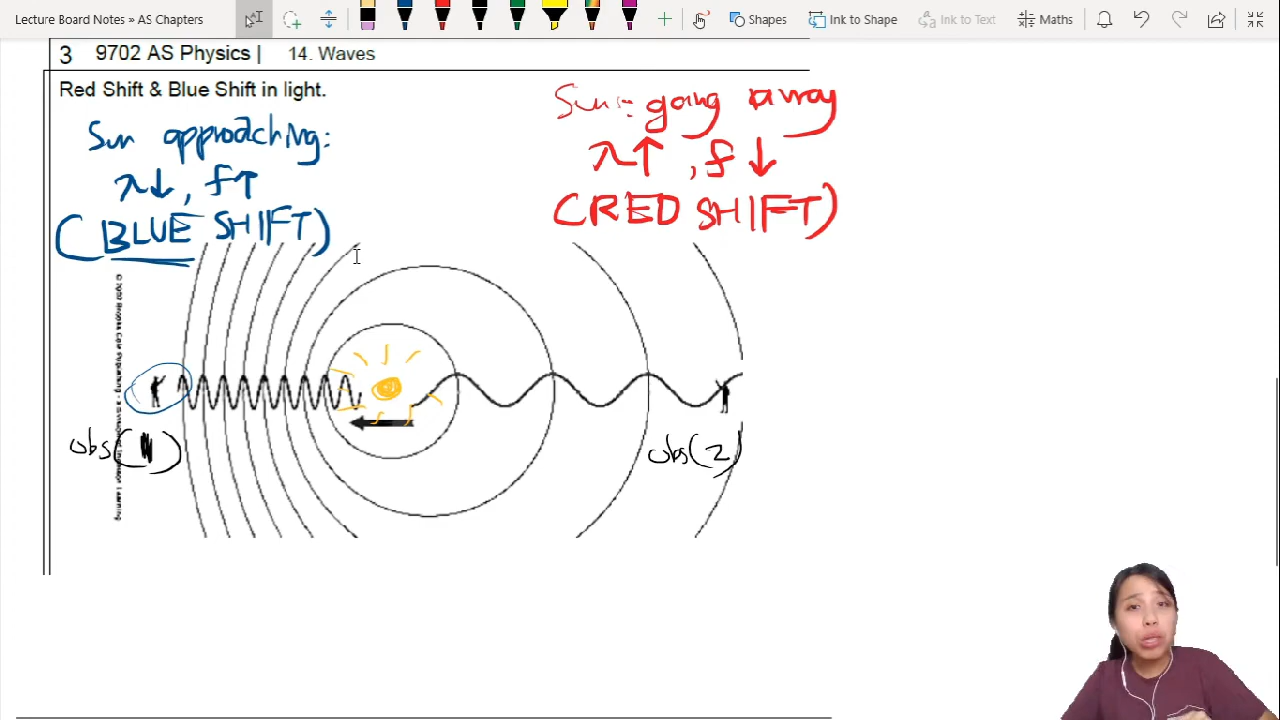 Lecture Board Notes » AS Chapters
Shapes
Ink to Shape
Ink to Text
Maths
3 9702 AS Physics | 14. Waves
Red Shift & Blue Shift in light.
Sun approaching:
λ↓, f↑
(BLUE SHIFT)
Sun: going away
λ↑, f↓
(RED SHIFT)
obs(1)
obs(2)